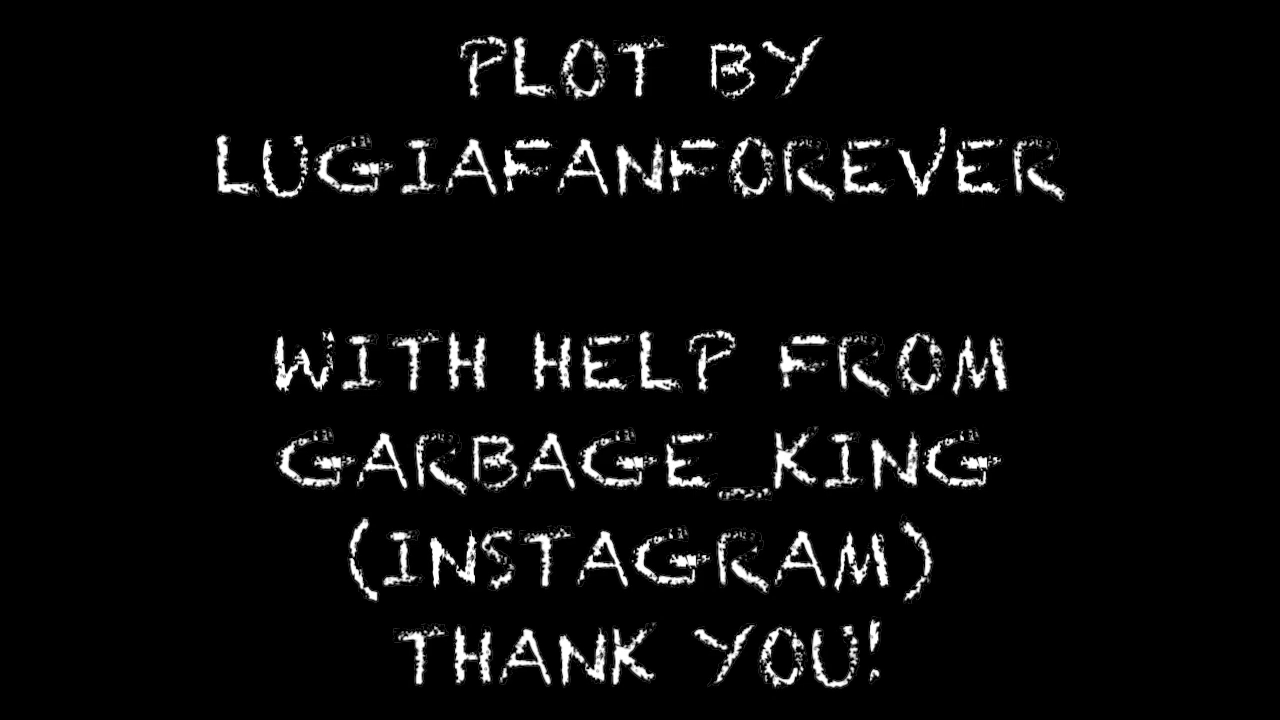 PLOT BY
LUGIAFANFOREVER
WITH HELP FROM
GARBAGE_KING
(INSTAGRAM)
THANK YOU!